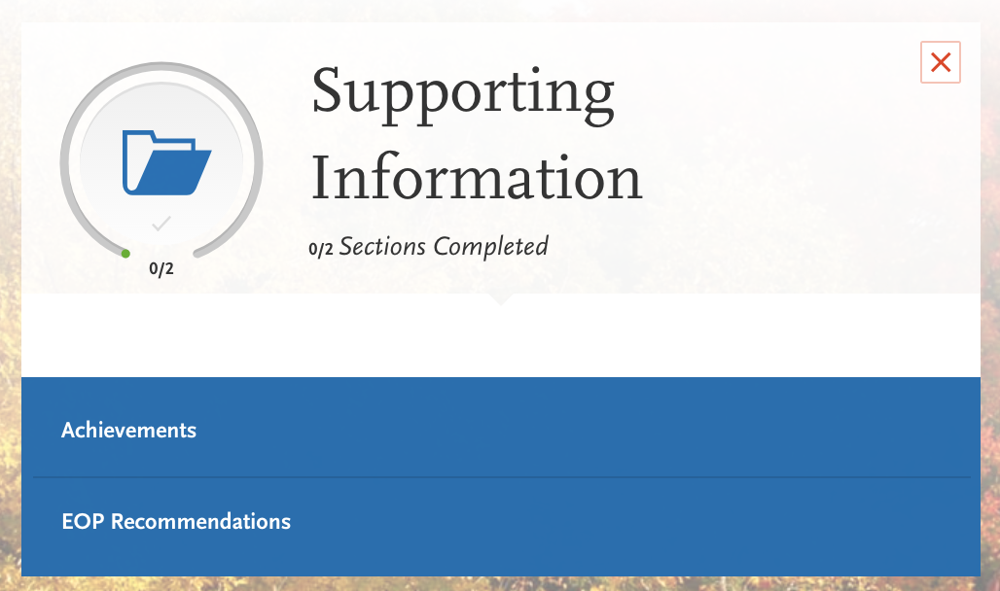 Supporting
Information
0/2 Sections Completed
0/2
Achievements
EOP Recommendations